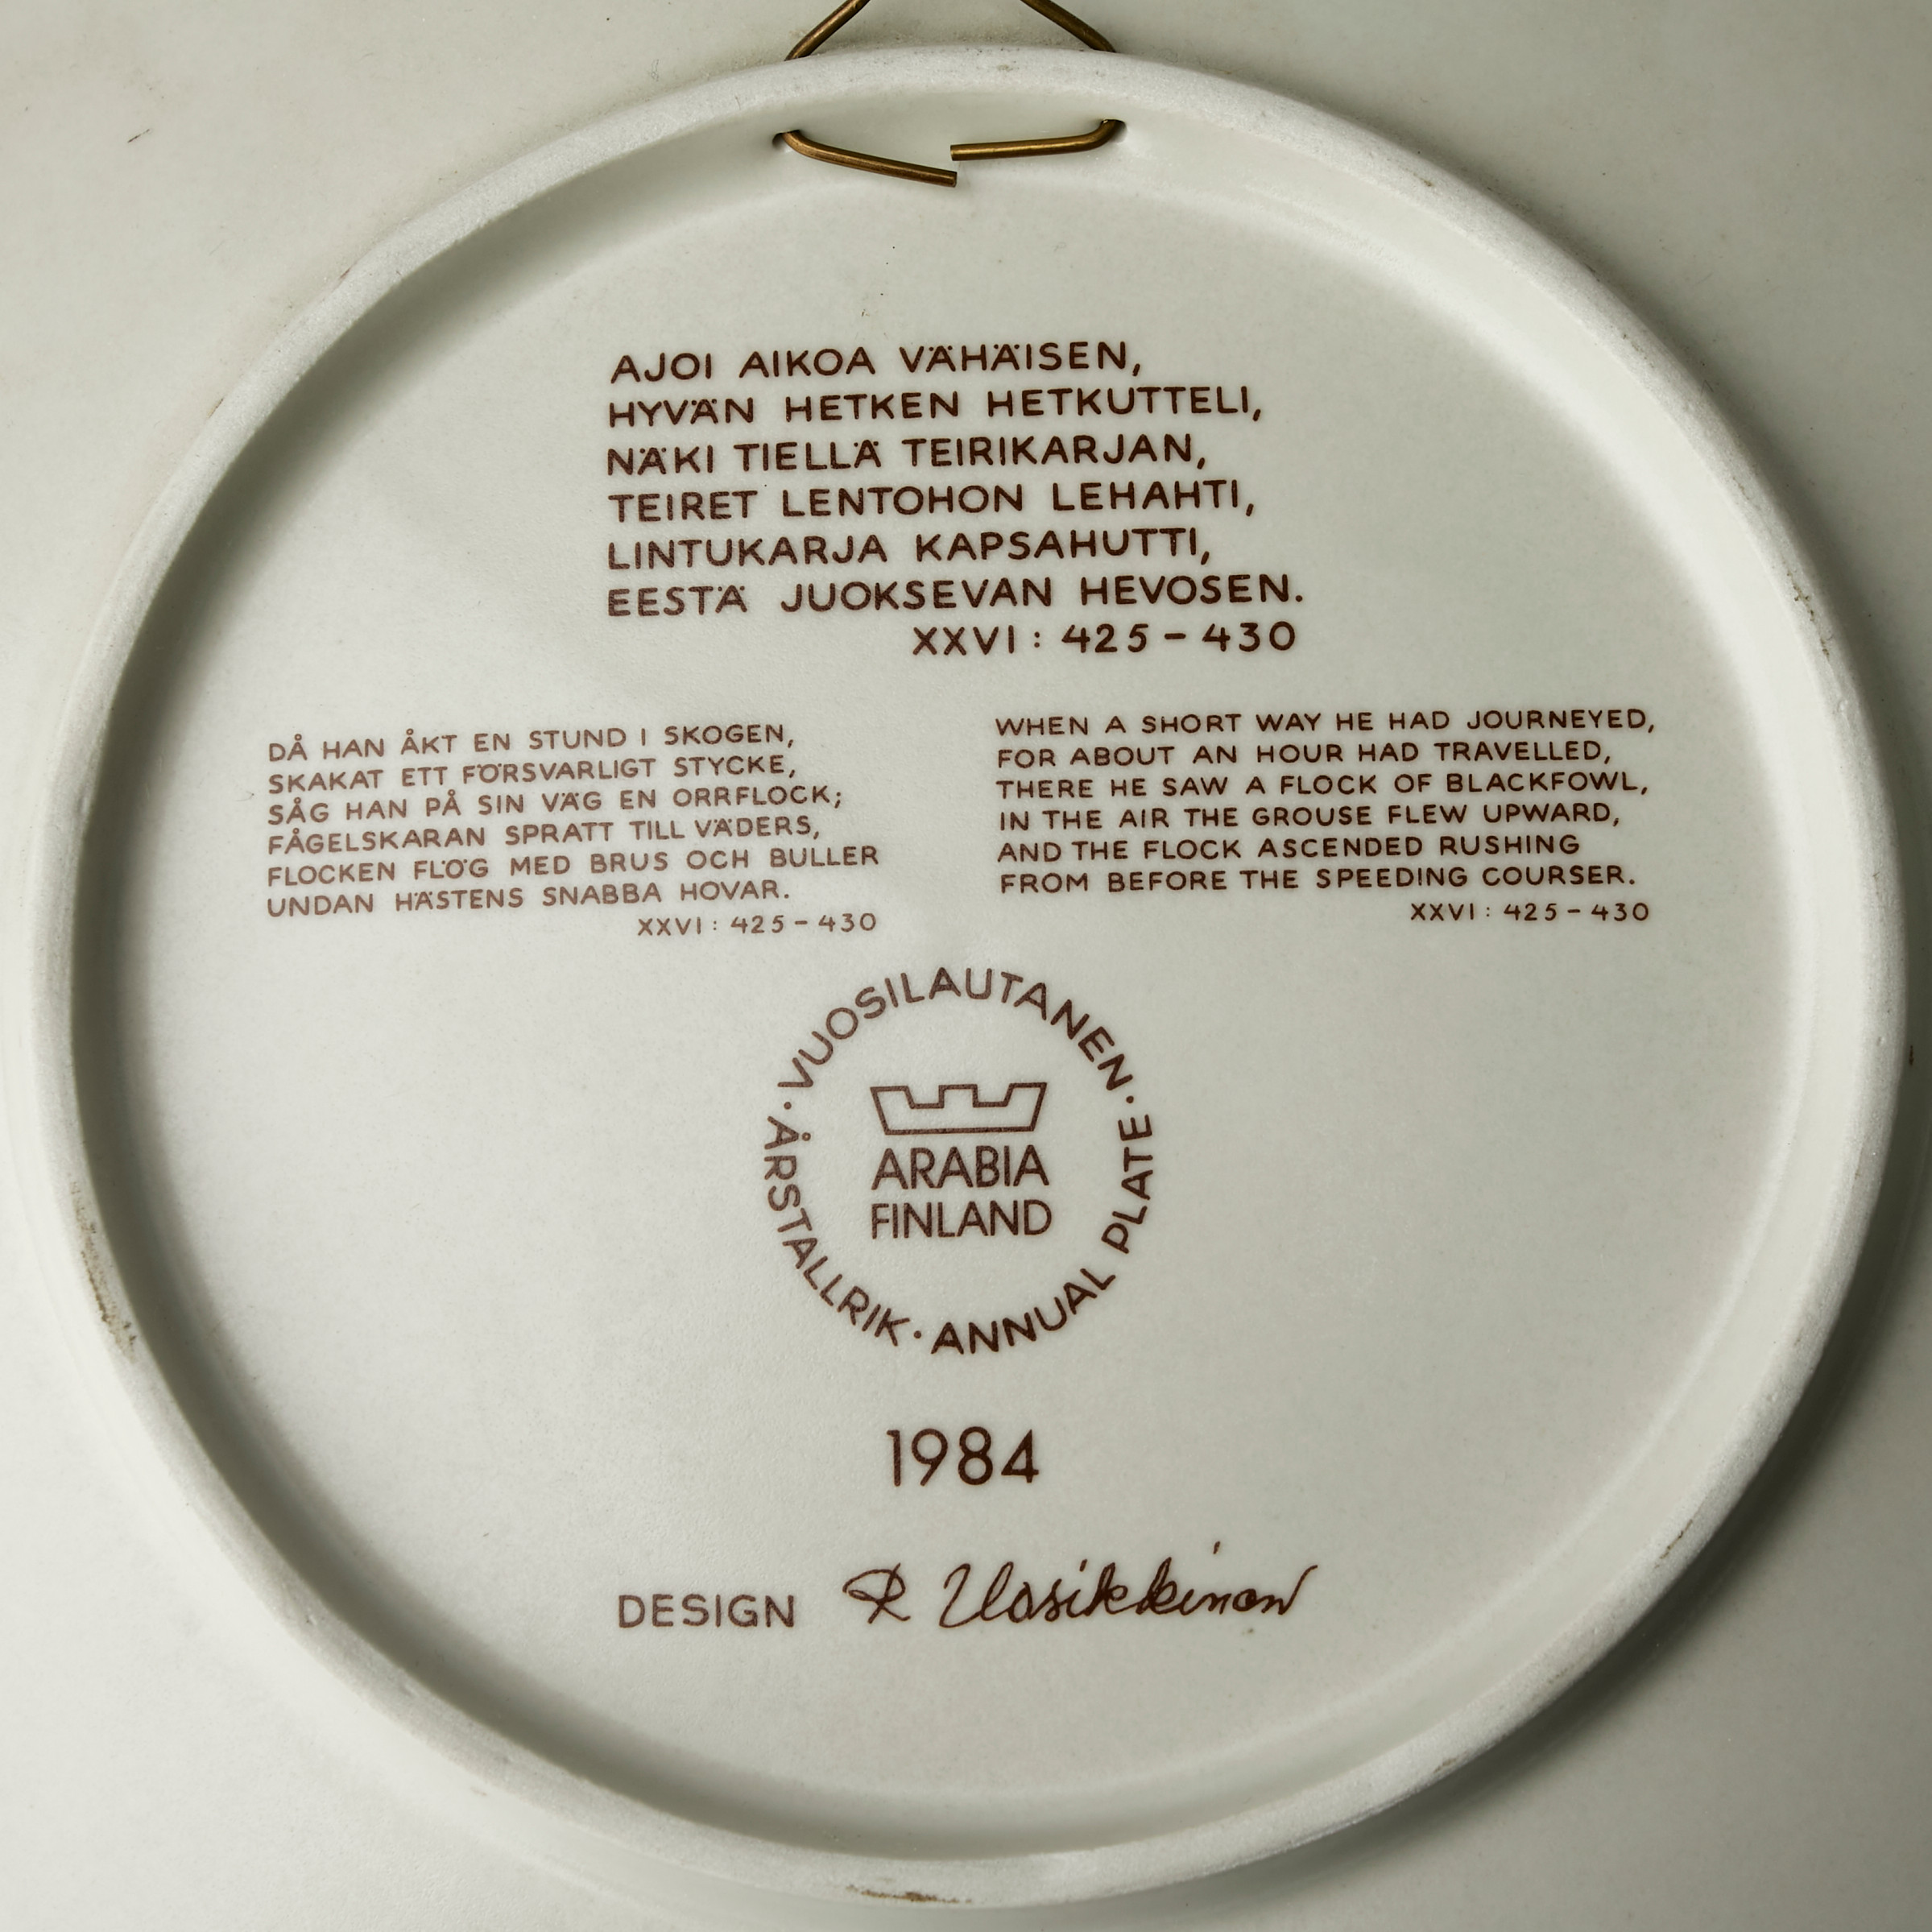 AJOI AIKOA VÄHÄISEN,
HYVÄN HETKEN HETKUTTELI,
NÄKI TIELLÄ TEIRIKARJAN,
TEIRET LENTOHON LEHAHTI,
LINTUKARJA KAPSAHUTTI,
EESTÄ JUOKSEVAN HEVOSEN.
XXVI: 425-430
DÅ HAN ÅKT EN STUND I SKOGEN,
SKAKAT ETT FÖRSVARLIGT STYCKE,
SÅG HAN PÅ SIN VÄG EN ORRFLOCK;
FÅGELSKARAN SPRATT TILL VÄDERS,
FLOCKEN FLÖG MED BRUS OCH BULLER
UNDAN HÄSTENS SNABBA HOVAR.
XXVI: 425-430
WHEN A SHORT WAY HE HAD JOURNEYED,
FOR ABOUT AN HOUR HAD TRAVELLED,
THERE HE SAW A FLOCK OF BLACKFOWL,
IN THE AIR THE GROUSE FLEW UPWARD,
AND THE FLOCK ASCENDED RUSHING
FROM BEFORE THE SPEEDING COURSER.
XXVI: 425-430
VUOSILAUTANEN · ANNUAL PLATE · ÅRSTALLRIK ·
ARABIA
FINLAND
1984
DESIGN R Uosikkinen